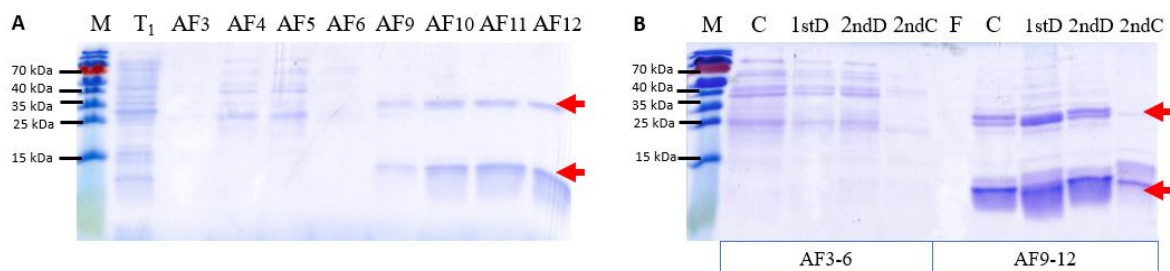 A M T1 AF3 AF4 AF5 AF6 AF9 AF10 AF11 AF12
70 kDa
40 kDa
35 kDa
25 kDa
15 kDa
B M C 1stD 2ndD 2ndC F C 1stD 2ndD 2ndC
70 kDa
40 kDa
35 kDa
25 kDa
15 kDa
AF3-6 AF9-12